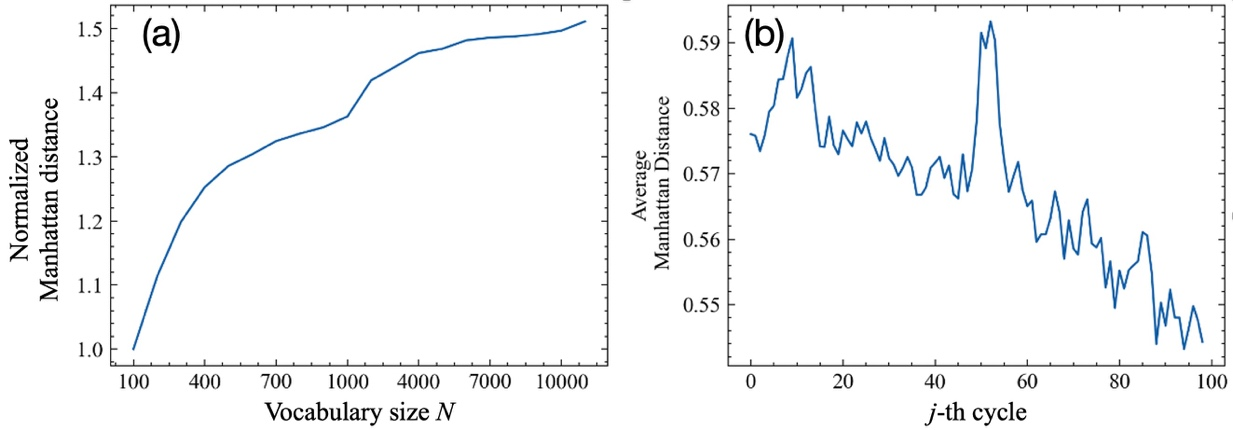 (a)
Normalized
Manhattan distance
1.5
1.4
1.3
1.2
1.1
1.0
100 400 700 1000 4000 7000 10000
Vocabulary size N
(b)
Average
Manhattan Distance
0.59
0.58
0.57
0.56
0.55
0 20 40 60 80 100
j-th cycle